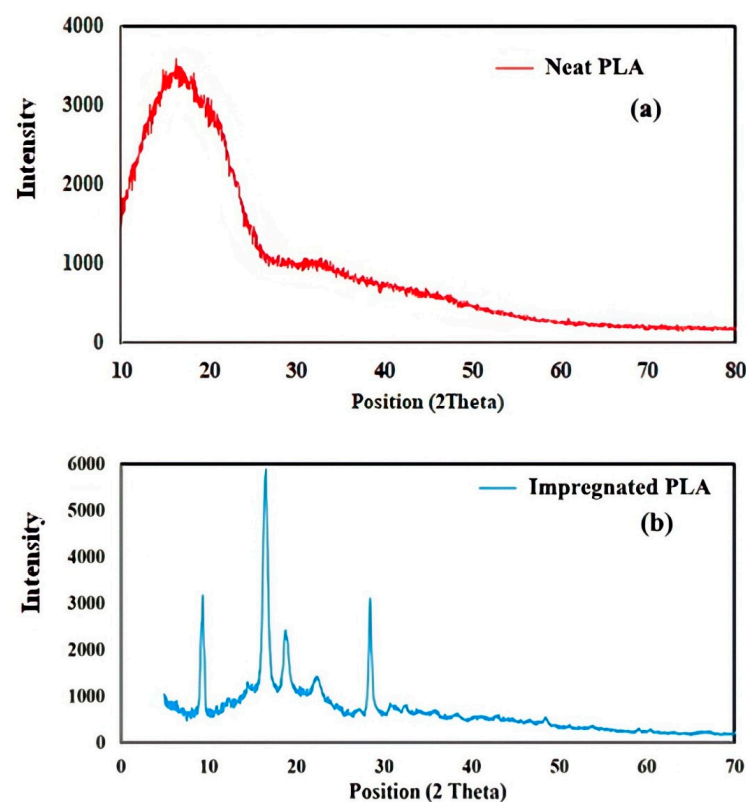 4000
3000
2000
1000
0
Intensity
Neat PLA
(a)
10 20 30 40 50 60 70 80
Position (2Theta)
6000
5000
4000
3000
2000
1000
0
Intensity
Impregnated PLA
(b)
0 10 20 30 40 50 60 70
Position (2 Theta)